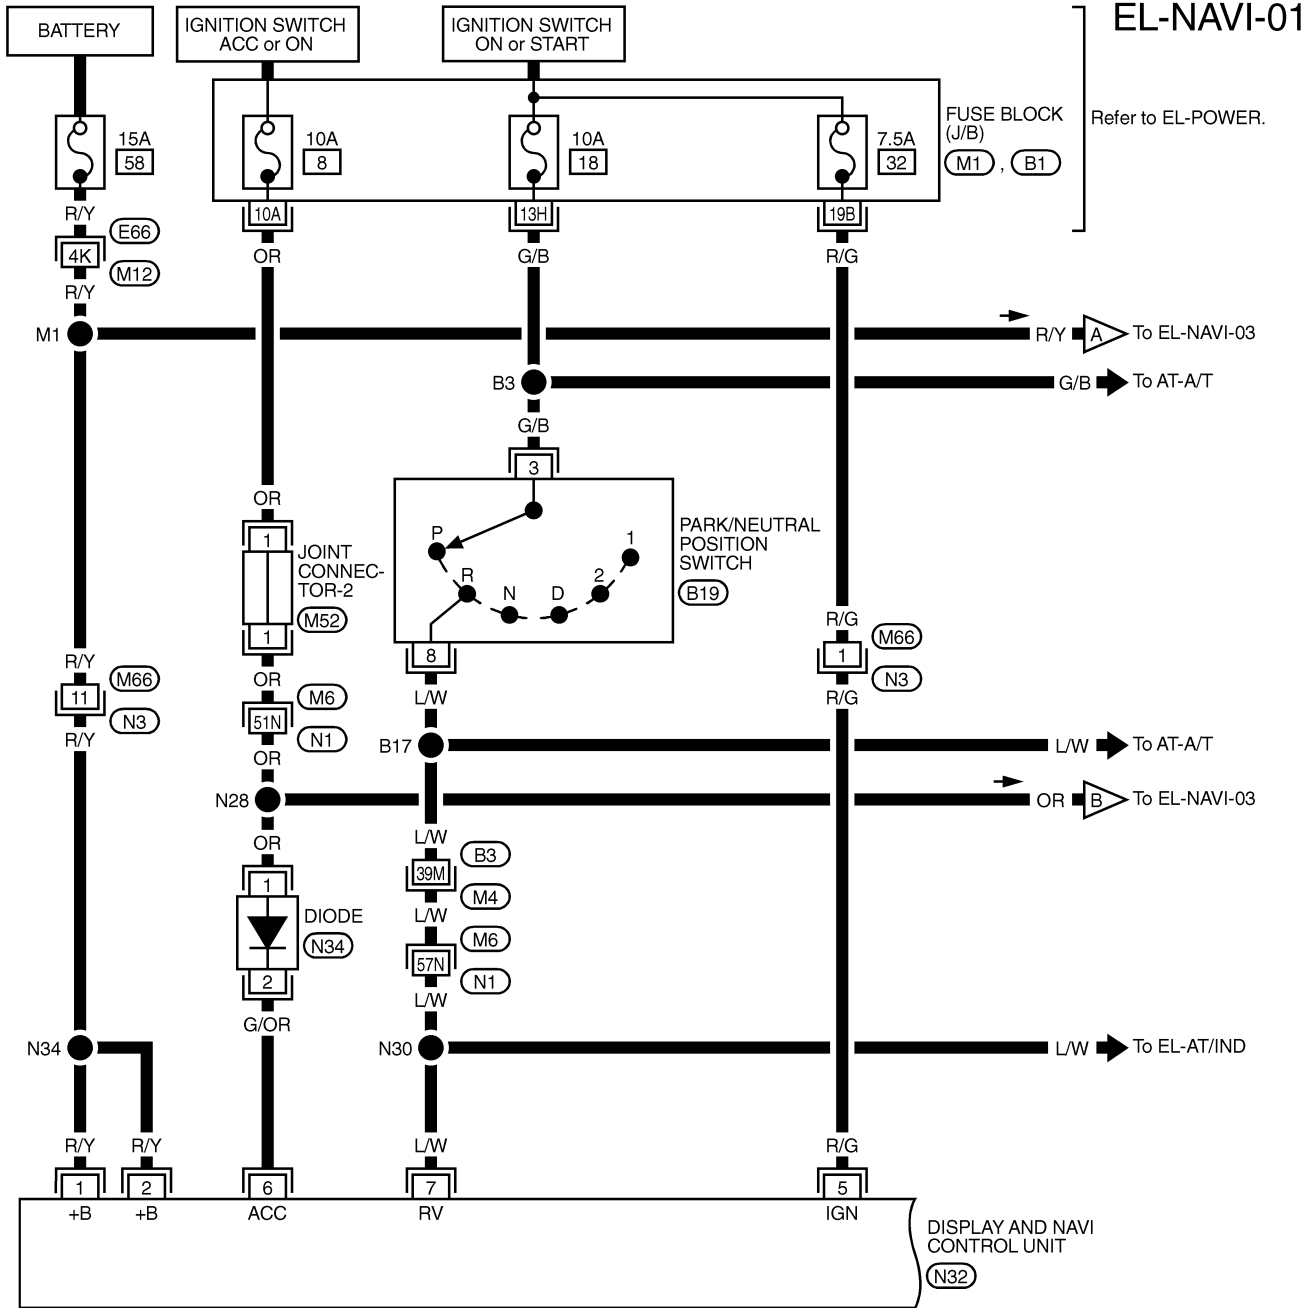 EL-NAVI-01
BATTERY
IGNITION SWITCH
ACC or ON
IGNITION SWITCH
ON or START
15A
58
10A
8
10A
18
7.5A
32
FUSE BLOCK
(J/B)
M1 , B1
Refer to EL-POWER.
R/Y
10A
13H
19B
E66
4K
M12
OR
G/B
R/G
R/Y
M1
R/Y
A
To EL-NAVI-03
B3
G/B
To AT-A/T
G/B
3
OR
1
JOINT
CONNEC-
TOR-2
M52
1
P
R
N
D
2
1
PARK/NEUTRAL
POSITION
SWITCH
B19
8
R/G
M66
1
N3
R/G
R/Y
M66
11
N3
R/Y
OR
M6
51N
N1
OR
L/W
B17
L/W
To AT-A/T
N28
OR
B
To EL-NAVI-03
OR
1
DIODE
N34
2
G/OR
L/W
B3
39M
M4
L/W
M6
57N
N1
L/W
N34
N30
L/W
To EL-AT/IND
R/Y
R/Y
L/W
R/G
1
2
6
7
5
+B
+B
ACC
RV
IGN
DISPLAY AND NAVI
CONTROL UNIT
N32